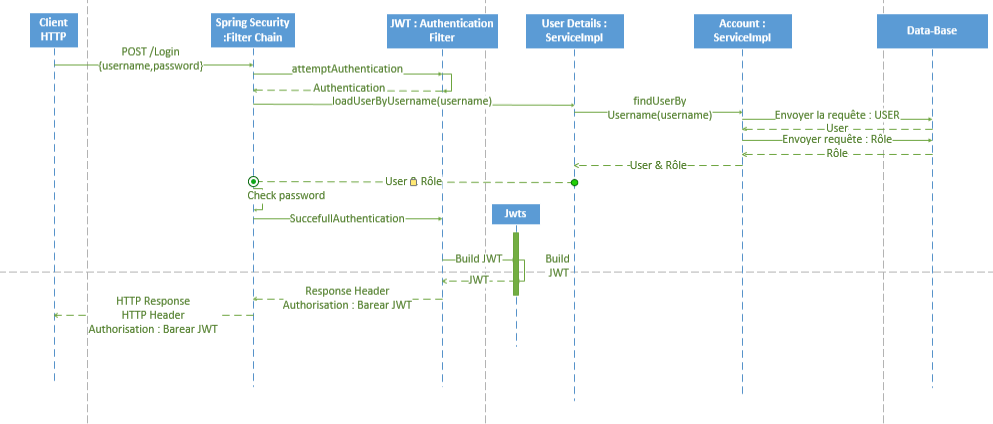 Client
HTTP
Spring Security
:Filter Chain
JWT : Authentication
Filter
User Details :
ServiceImpl
Account :
ServiceImpl
Data-Base
POST /Login
{username,password}
attemptAuthentication
Authentication
loadUserByUsername(username)
findUserBy
Username(username)
Envoyer la requête : USER
User
Envoyer requête : Rôle
Rôle
User & Rôle
User Rôle
Check password
SuccefullAuthentication
Jwts
Build JWT
Build
JWT
JWT
Response Header
Authorisation : Barear JWT
HTTP Response
HTTP Header
Authorisation : Barear JWT